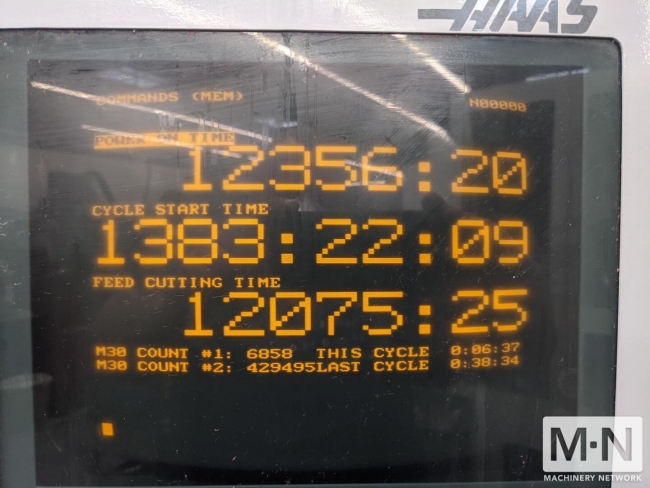 HAAS
COMMANDS (MEM)
N00000
POWER ON TIME
12356:20
CYCLE START TIME
1383:22:09
FEED CUTTING TIME
12075:25
M30 COUNT #1: 6858 THIS CYCLE 0:06:37
M30 COUNT #2: 429495LAST CYCLE 0:38:34
M·N
MACHINERY NETWORK